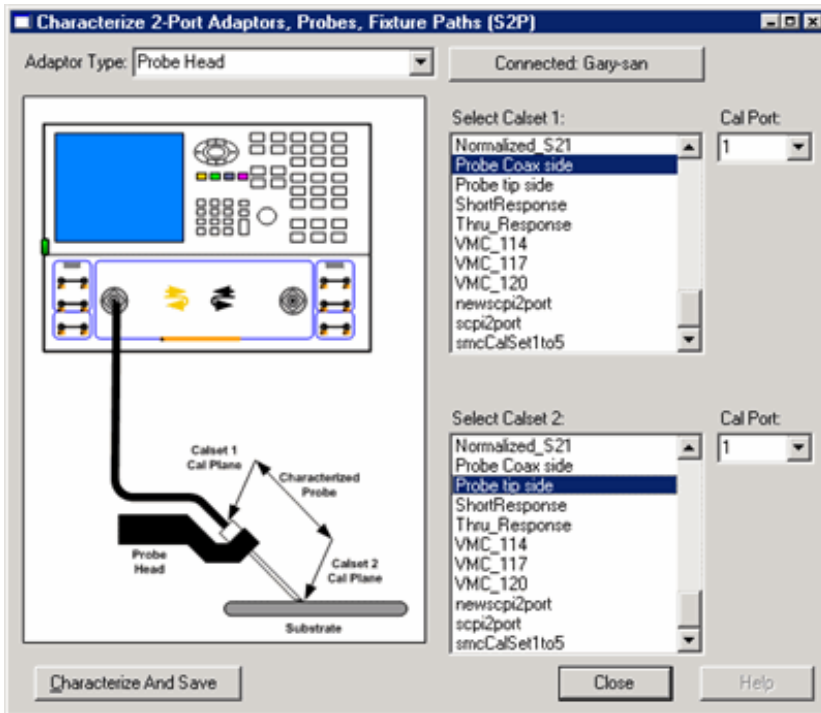 Characterize 2-Port Adaptors, Probes, Fixture Paths (S2P)
Adaptor Type: Probe Head
Connected: Gary-san
Select Calset 1:
Cal Port:
Normalized_S21
1
Probe Coax side
Probe tip side
ShortResponse
Thru_Response
VMC_114
VMC_117
VMC_120
newscpi2port
scpi2port
smcCalSet1to5
Select Calset 2:
Cal Port:
Normalized_S21
1
Probe Coax side
Probe tip side
ShortResponse
Thru_Response
VMC_114
VMC_117
VMC_120
newscpi2port
scpi2port
smcCalSet1to5
Calset 1
Cal Plane
Characterized
Probe
Probe
Head
Calset 2
Cal Plane
Substrate
Characterize And Save
Close
Help